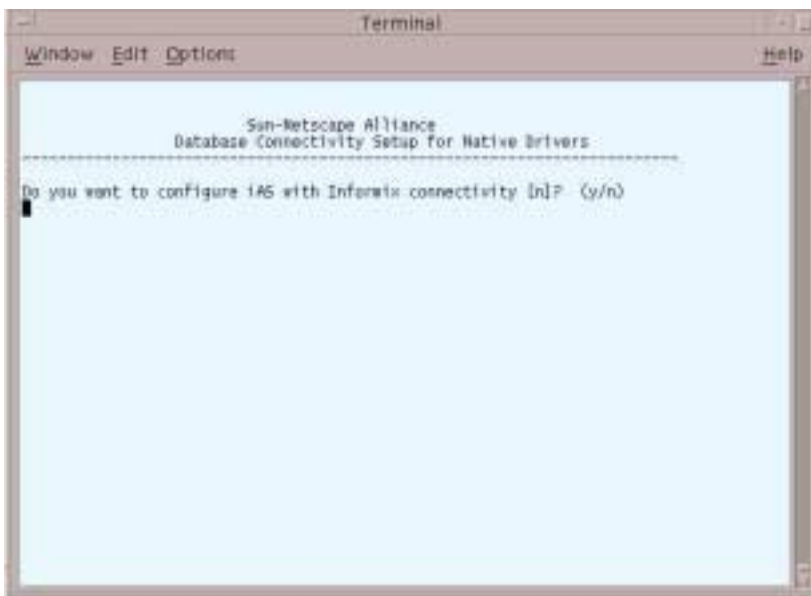 Terminal
Window Edit Options Help
Sun-Netscape Alliance
Database Connectivity Setup for Native Drivers
--------------------------------------------------------------------------
Do you want to configure iAS with Informix connectivity [n]? (y/n)